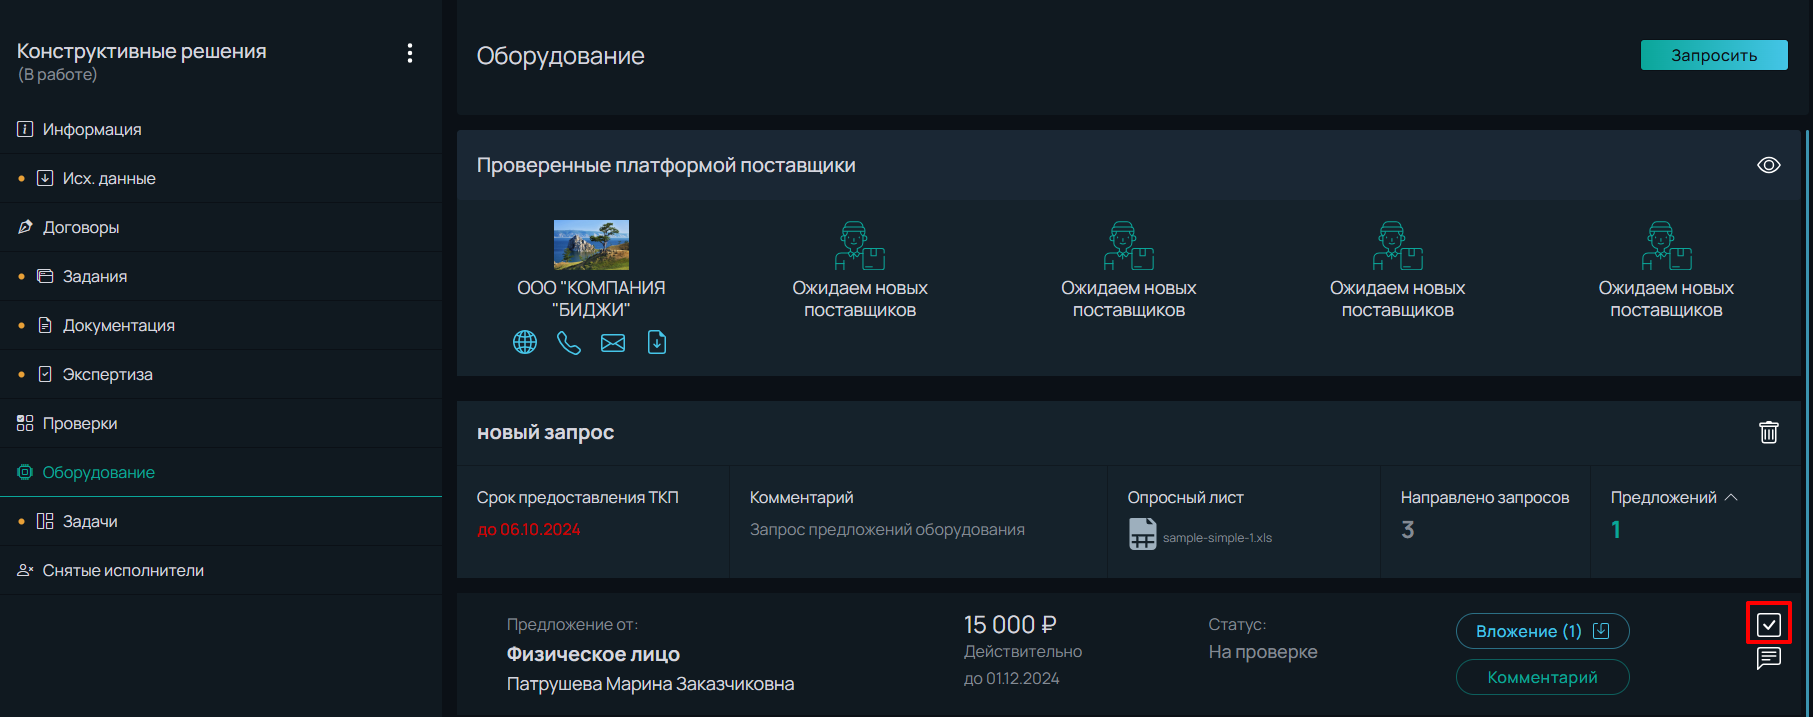 Конструктивные решения
(В работе)
Информация
Исх. данные
Договоры
Задания
Документация
Экспертиза
Проверки
Оборудование
Задачи
Снятые исполнители
Оборудование
Запросить
Проверенные платформой поставщики
ООО "КОМПАНИЯ
"БИДЖИ"
Ожидаем новых
поставщиков
Ожидаем новых
поставщиков
Ожидаем новых
поставщиков
Ожидаем новых
поставщиков
новый запрос
Срок предоставления ТКП
до 06.10.2024
Комментарий
Запрос предложений оборудования
Опросный лист
sample-simple-1.xls
Направлено запросов
3
Предложений
1
Предложение от:
Физическое лицо
Патрушева Марина Заказчиковна
15 000 ₽
Действительно
до 01.12.2024
Статус:
На проверке
Вложение (1)
Комментарий